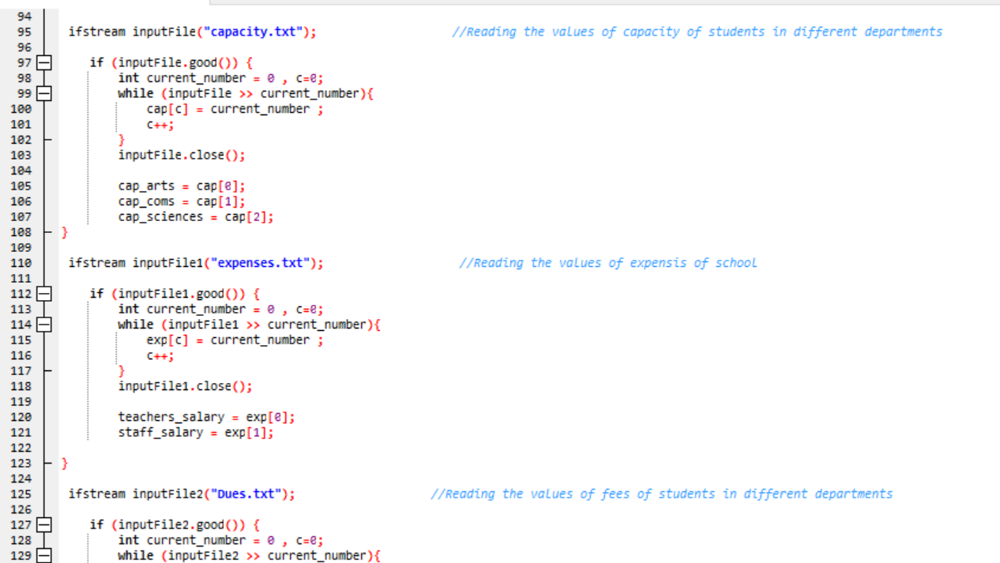 94
95 ifstream inputFile("capacity.txt"); //Reading the values of capacity of students in different departments
96
97 if (inputFile.good()) {
98 int current_number = 0 , c=0;
99 while (inputFile >> current_number){
100 cap[c] = current_number ;
101 c++;
102 }
103 inputFile.close();
104
105 cap_arts = cap[0];
106 cap_coms = cap[1];
107 cap_sciences = cap[2];
108 }
109
110 ifstream inputFile1("expenses.txt"); //Reading the values of expensis of school
111
112 if (inputFile1.good()) {
113 int current_number = 0 , c=0;
114 while (inputFile1 >> current_number){
115 exp[c] = current_number ;
116 c++;
117 }
118 inputFile1.close();
119
120 teachers_salary = exp[0];
121 staff_salary = exp[1];
122
123 }
124
125 ifstream inputFile2("Dues.txt"); //Reading the values of fees of students in different departments
126
127 if (inputFile2.good()) {
128 int current_number = 0 , c=0;
129 while (inputFile2 >> current_number){